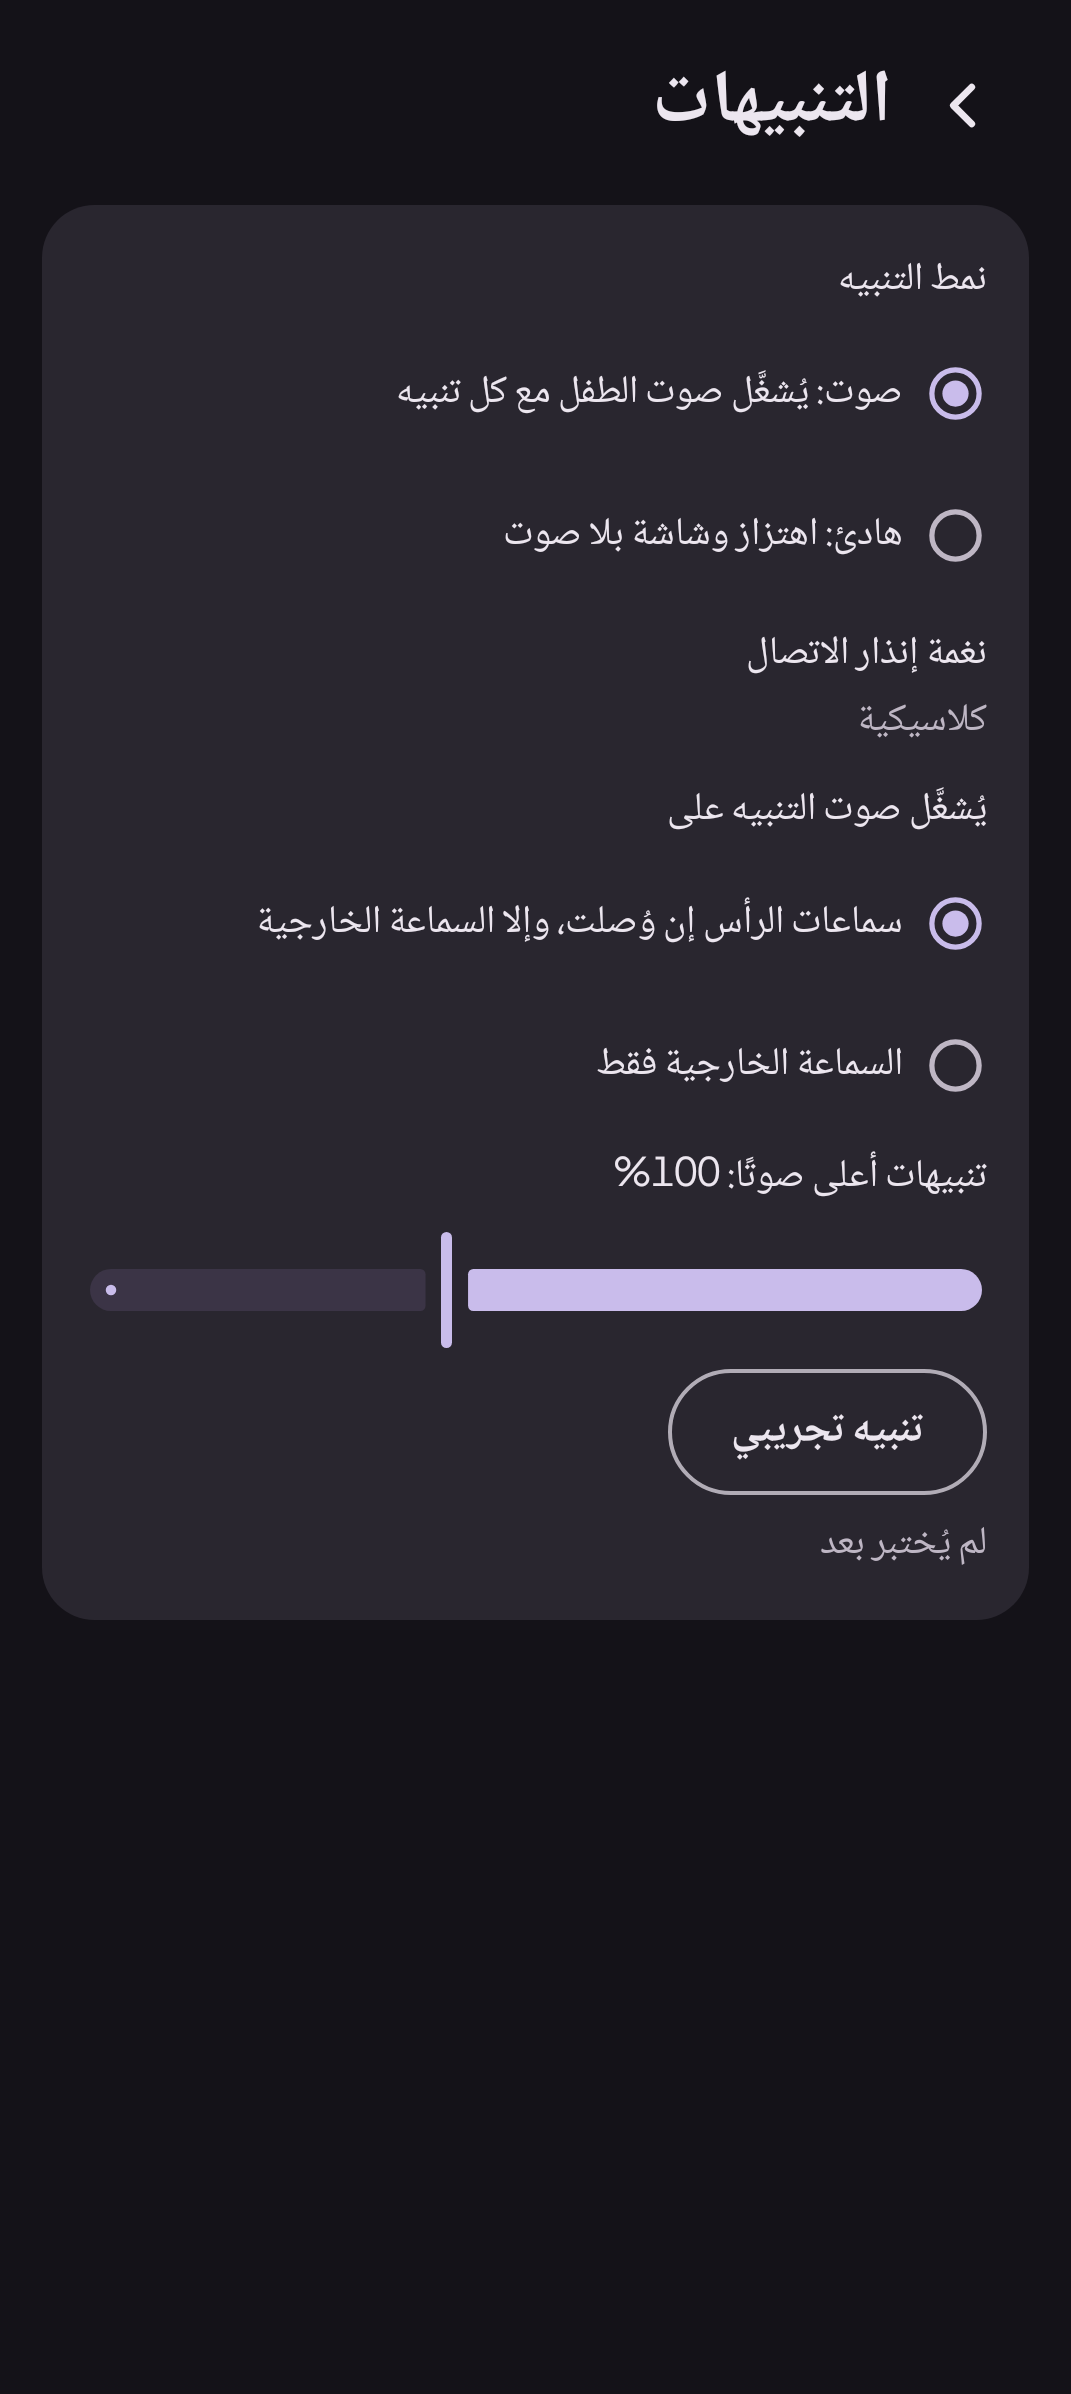 التنبيهات
نمط التنبيه
صوت: يُشغَّل صوت الطفل مع كل تنبيه
هادئ: اهتزاز وشاشة بلا صوت
نغمة إنذار الاتصال
كلاسيكية
يُشغَّل صوت التنبيه على
سماعات الرأس إن وُصلت، وإلا السماعة الخارجية
السماعة الخارجية فقط
تنبيهات أعلى صوتًا: 100%
تنبيه تجريبي
لم يُختبر بعد